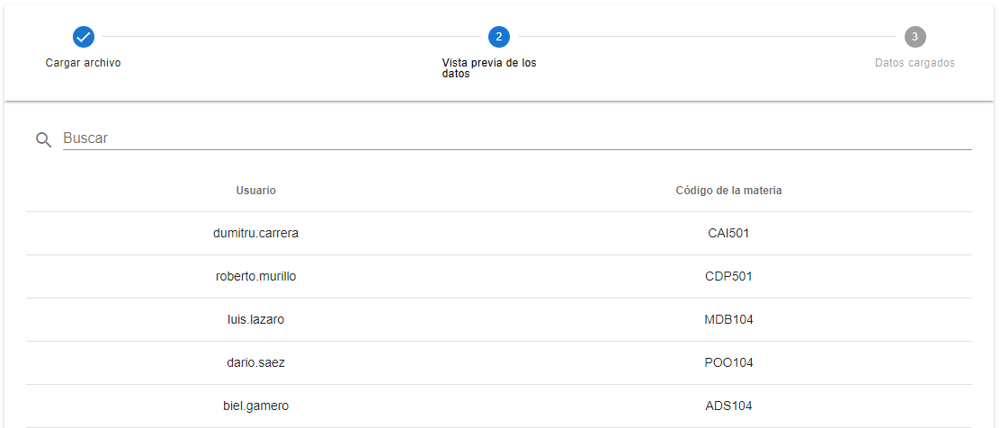 2
3
Cargar archivo
Vista previa de los
datos
Datos cargados
Buscar
Usuario Código de la materia
dumitru.carrera CAI501
roberto.murillo CDP501
luis.lazaro MDB104
dario.saez POO104
biel.gamero ADS104